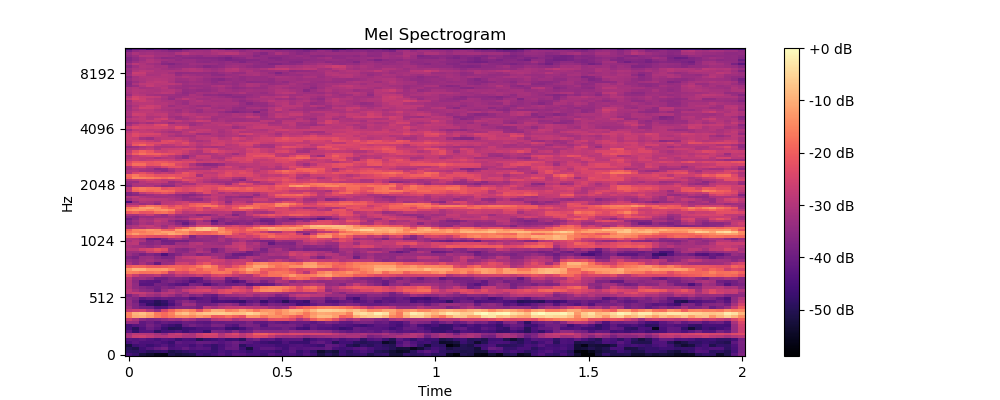 Mel Spectrogram
Hz
8192
4096
2048
1024
512
0
0 0.5 1 1.5 2
Time
+0 dB
-10 dB
-20 dB
-30 dB
-40 dB
-50 dB